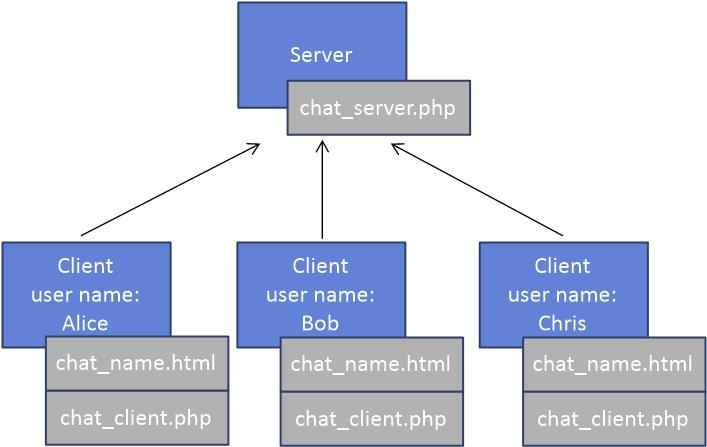 Server
chat_server.php
Client
user name:
Alice
chat_name.html
chat_client.php
Client
user name:
Bob
chat_name.html
chat_client.php
Client
user name:
Chris
chat_name.html
chat_client.php